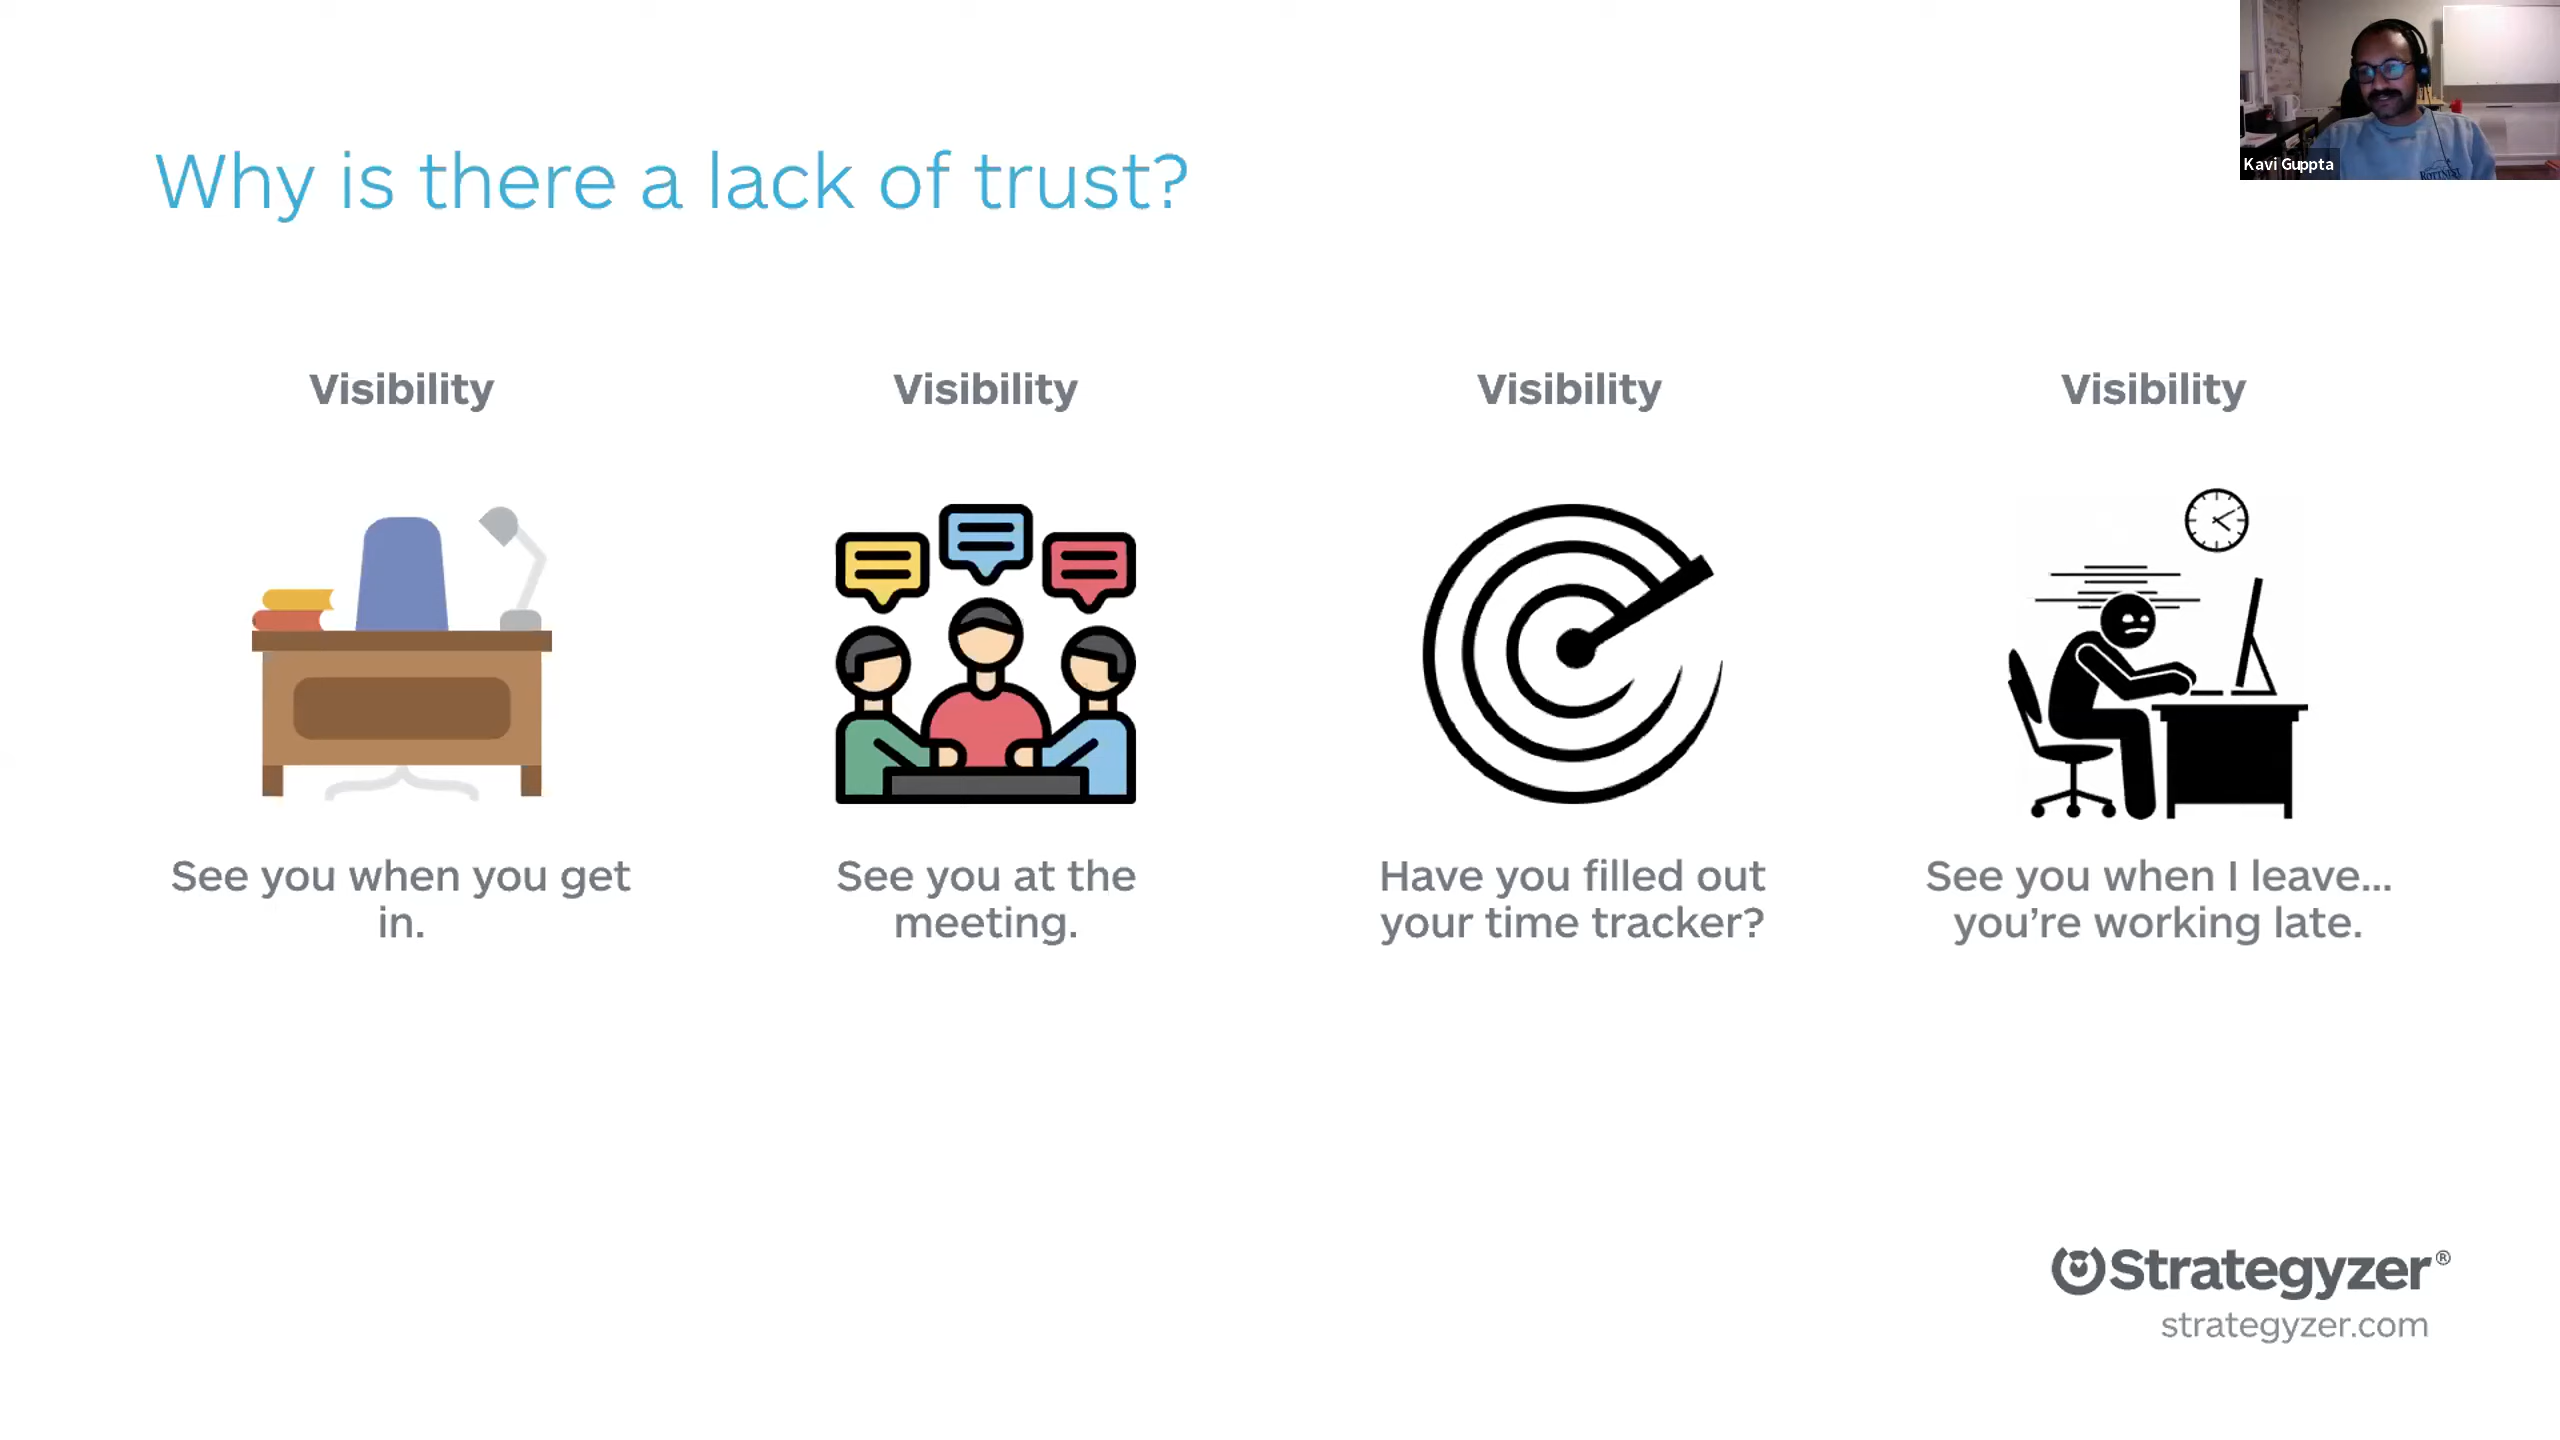 Kavi Guppta
Why is there a lack of trust?
Visibility
Visibility
Visibility
Visibility
See you when you get
in.
See you at the
meeting.
Have you filled out
your time tracker?
See you when I leave...
you're working late.
Strategyzer®
strategyzer.com